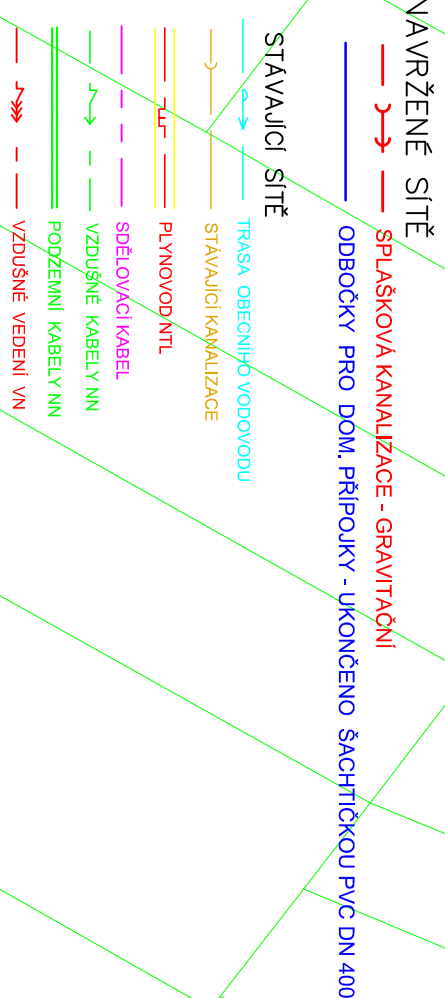 NAVRŽENÉ SÍTĚ
SPLAŠKOVÁ KANALIZACE - GRAVITAČNÍ
ODBOČKY PRO DOM. PŘÍPOJKY - UKONČENO ŠACHTIČKOU PVC DN 400
STÁVAJÍCÍ SÍTĚ
TRASA OBECNÍHO VODOVODU
STÁVAJÍCÍ KANALIZACE
PLYNOVOD NTL
SDĚLOVACÍ KABEL
VZDUŠNÉ KABELY NN
PODZEMNÍ KABELY NN
VZDUŠNÉ VEDENÍ VN